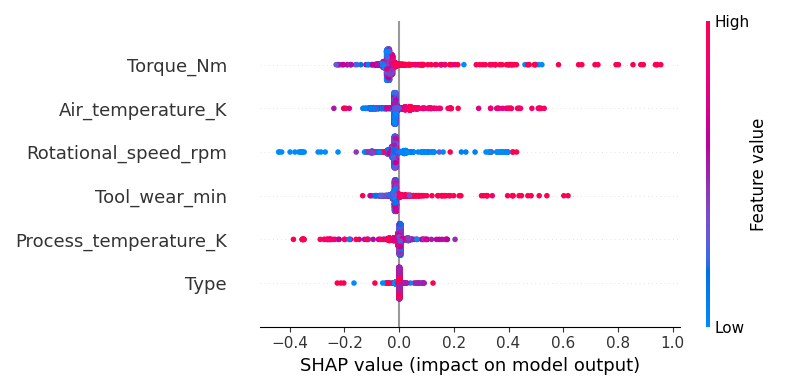 High
Torque_Nm
Air_temperature_K
Rotational_speed_rpm
Tool_wear_min
Process_temperature_K
Type
Feature value
Low
−0.4 −0.2 0.0 0.2 0.4 0.6 0.8 1.0
SHAP value (impact on model output)